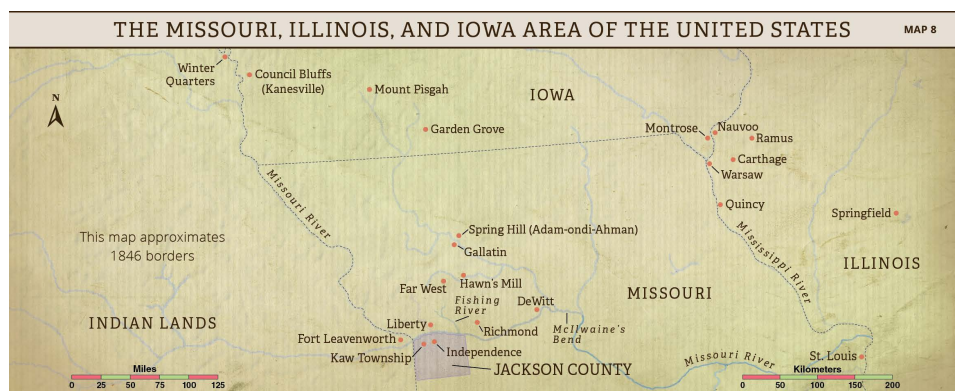 THE MISSOURI, ILLINOIS, AND IOWA AREA OF THE UNITED STATES
MAP 8
Winter
Quarters
Council Bluffs
(Kanesville)
Mount Pisgah
IOWA
N
Garden Grove
Montrose
Nauvoo
Ramus
Carthage
Warsaw
Missouri River
Quincy
Springfield
This map approximates
1846 borders
Spring Hill (Adam-ondi-Ahman)
Gallatin
Mississippi River
ILLINOIS
Far West
Hawn's Mill
MISSOURI
Fishing
River
DeWitt
INDIAN LANDS
Liberty
Richmond
McIlwaine's
Bend
Fort Leavenworth
Kaw Township
Independence
Missouri River
St. Louis
JACKSON COUNTY
Miles
0 25 50 75 100 125
Kilometers
0 50 100 150 200